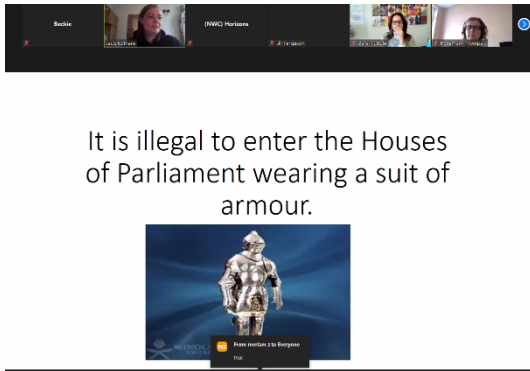 Beckie
(NWC) Horizons
It is illegal to enter the Houses
of Parliament wearing a suit of
armour.
From meriam z to Everyone
true